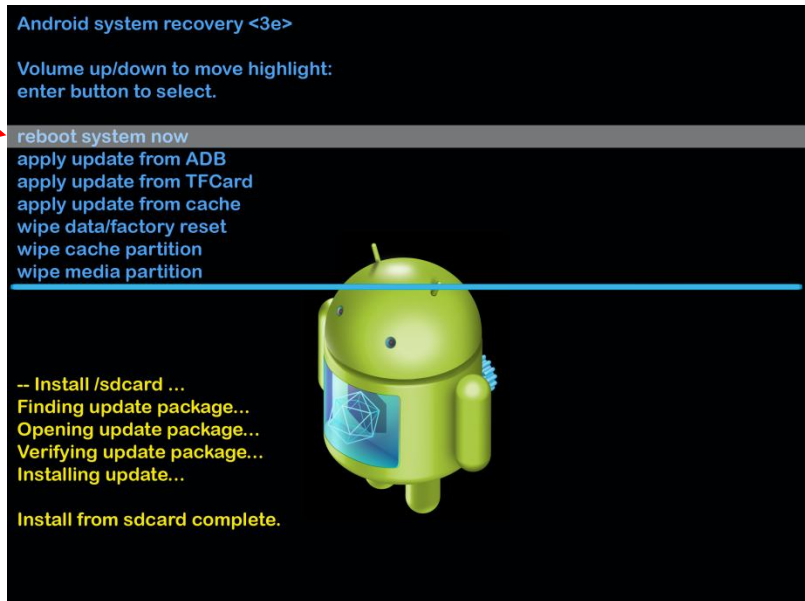 Android system recovery <3e>
Volume up/down to move highlight:
enter button to select.
reboot system now
apply update from ADB
apply update from TFCard
apply update from cache
wipe data/factory reset
wipe cache partition
wipe media partition
-- Install /sdcard ...
Finding update package...
Opening update package...
Verifying update package...
Installing update...
Install from sdcard complete.